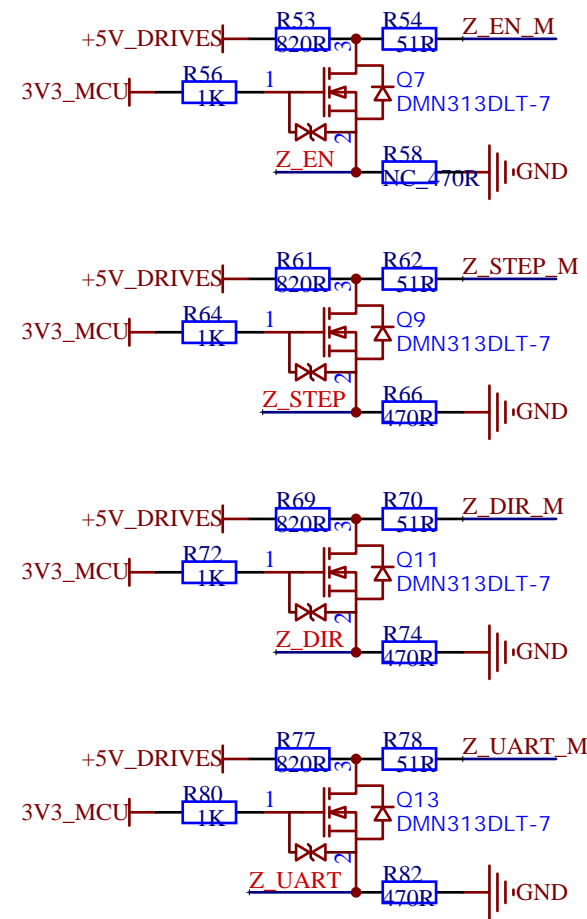 R53 R54 Z_EN_M
+5V_DRIVES 820R 3 51R
R56 1 Q7
3V3_MCU 1K DMN313DLT-7
2
Z_EN R58
NC_470R GND
R61 R62 Z_STEP_M
+5V_DRIVES 820R 3 51R
R64 1 Q9
3V3_MCU 1K DMN313DLT-7
2
Z_STEP R66
470R GND
R69 R70 Z_DIR_M
+5V_DRIVES 820R 3 51R
R72 1 Q11
3V3_MCU 1K DMN313DLT-7
2
Z_DIR R74
470R GND
R77 R78 Z_UART_M
+5V_DRIVES 820R 3 51R
R80 1 Q13
3V3_MCU 1K DMN313DLT-7
2
Z_UART R82
470R GND